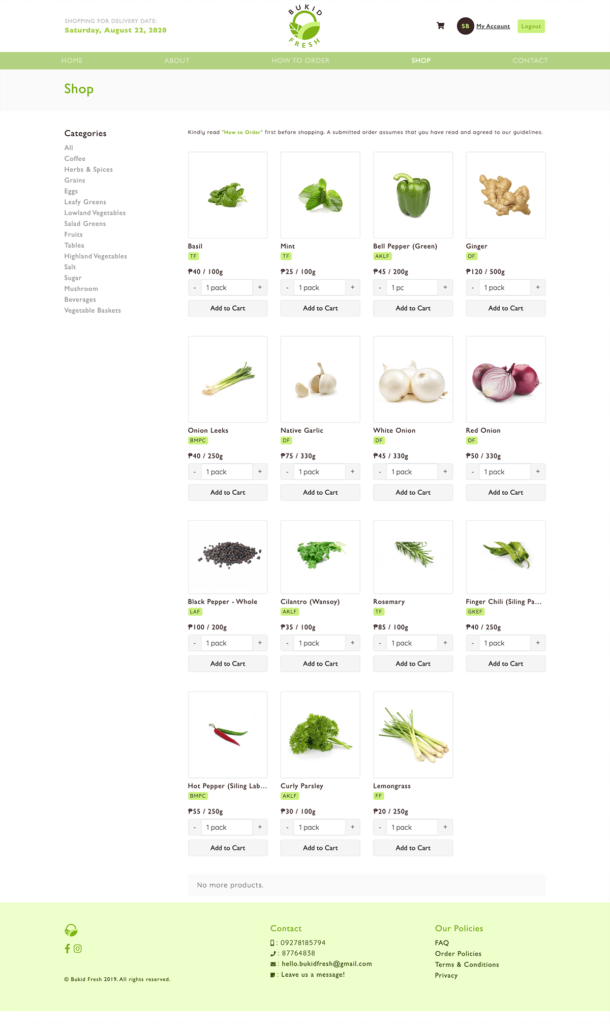 SHOPPING FOR DELIVERY DATE:
Saturday, August 22, 2020
BUKID
FRESH
SB My Account Logout
HOME ABOUT HOW TO ORDER SHOP CONTACT
Shop
Categories
All
Coffee
Herbs & Spices
Grains
Eggs
Leafy Greens
Lowland Vegetables
Salad Greens
Fruits
Tablea
Highland Vegetables
Salt
Sugar
Mushroom
Beverages
Vegetable Baskets
Kindly read "How to Order" first before shopping. A submitted order assumes that you have read and agreed to our guidelines.
Basil Mint Bell Pepper (Green) Ginger
TF TF AKLF DF
₱40 / 100g ₱25 / 100g ₱45 / 200g ₱120 / 500g
- 1 pack + - 1 pack + - 1 pc + - 1 pack +
Add to Cart Add to Cart Add to Cart Add to Cart
Onion Leeks Native Garlic White Onion Red Onion
BMPC DF DF DF
₱40 / 250g ₱75 / 330g ₱45 / 330g ₱50 / 330g
- 1 pack + - 1 pack + - 1 pack + - 1 pack +
Add to Cart Add to Cart Add to Cart Add to Cart
Black Pepper - Whole Cilantro (Wansoy) Rosemary Finger Chili (Siling Pa...
LAF AKLF TF GKEF
₱100 / 200g ₱35 / 100g ₱85 / 100g ₱40 / 250g
- 1 pack + - 1 pack + - 1 pack + - 1 pack +
Add to Cart Add to Cart Add to Cart Add to Cart
Hot Pepper (Siling Lab... Curly Parsley Lemongrass
BMPC AKLF FF
₱55 / 250g ₱30 / 100g ₱20 / 250g
- 1 pack + - 1 pack + - 1 pack +
Add to Cart Add to Cart Add to Cart
No more products.
© Bukid Fresh 2019. All rights reserved.
Contact
: 09278185794
: 87764838
: hello.bukidfresh@gmail.com
: Leave us a message!
Our Policies
FAQ
Order Policies
Terms & Conditions
Privacy